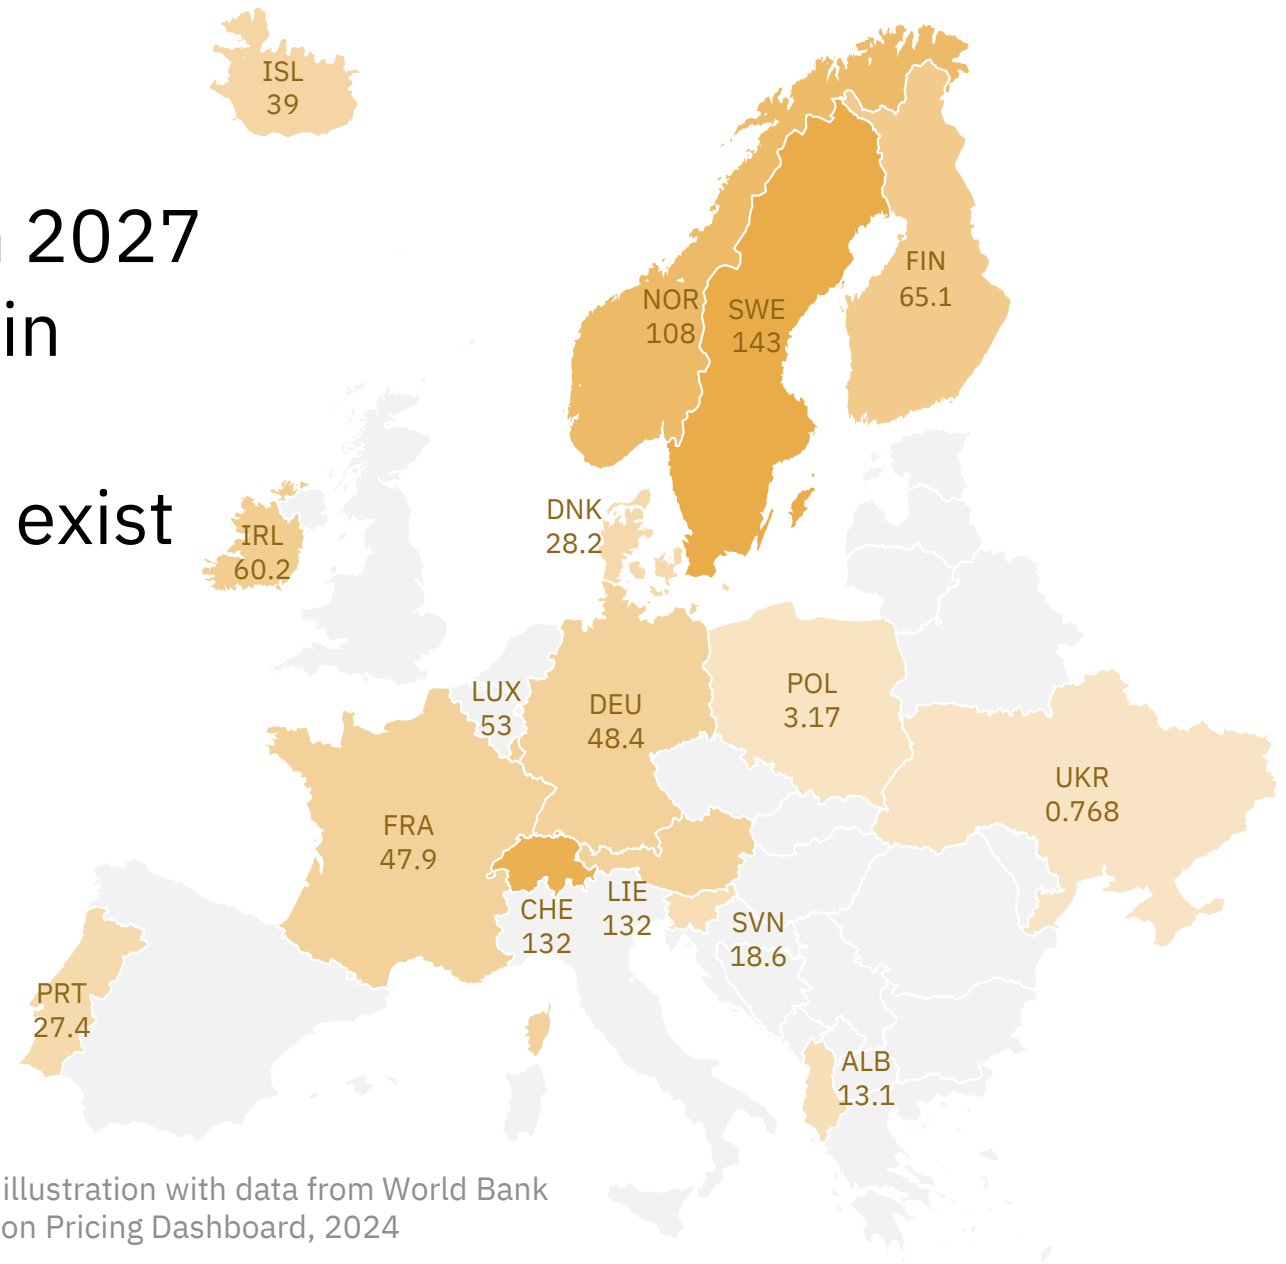 ISL
39
2027
in
exist
NOR
108
SWE
143
FIN
65.1
DNK
28.2
IRL
60.2
LUX
53
DEU
48.4
POL
3.17
UKR
0.768
FRA
47.9
CHE
132
LIE
132
SVN
18.6
PRT
27.4
ALB
13.1
illustration with data from World Bank
on Pricing Dashboard, 2024